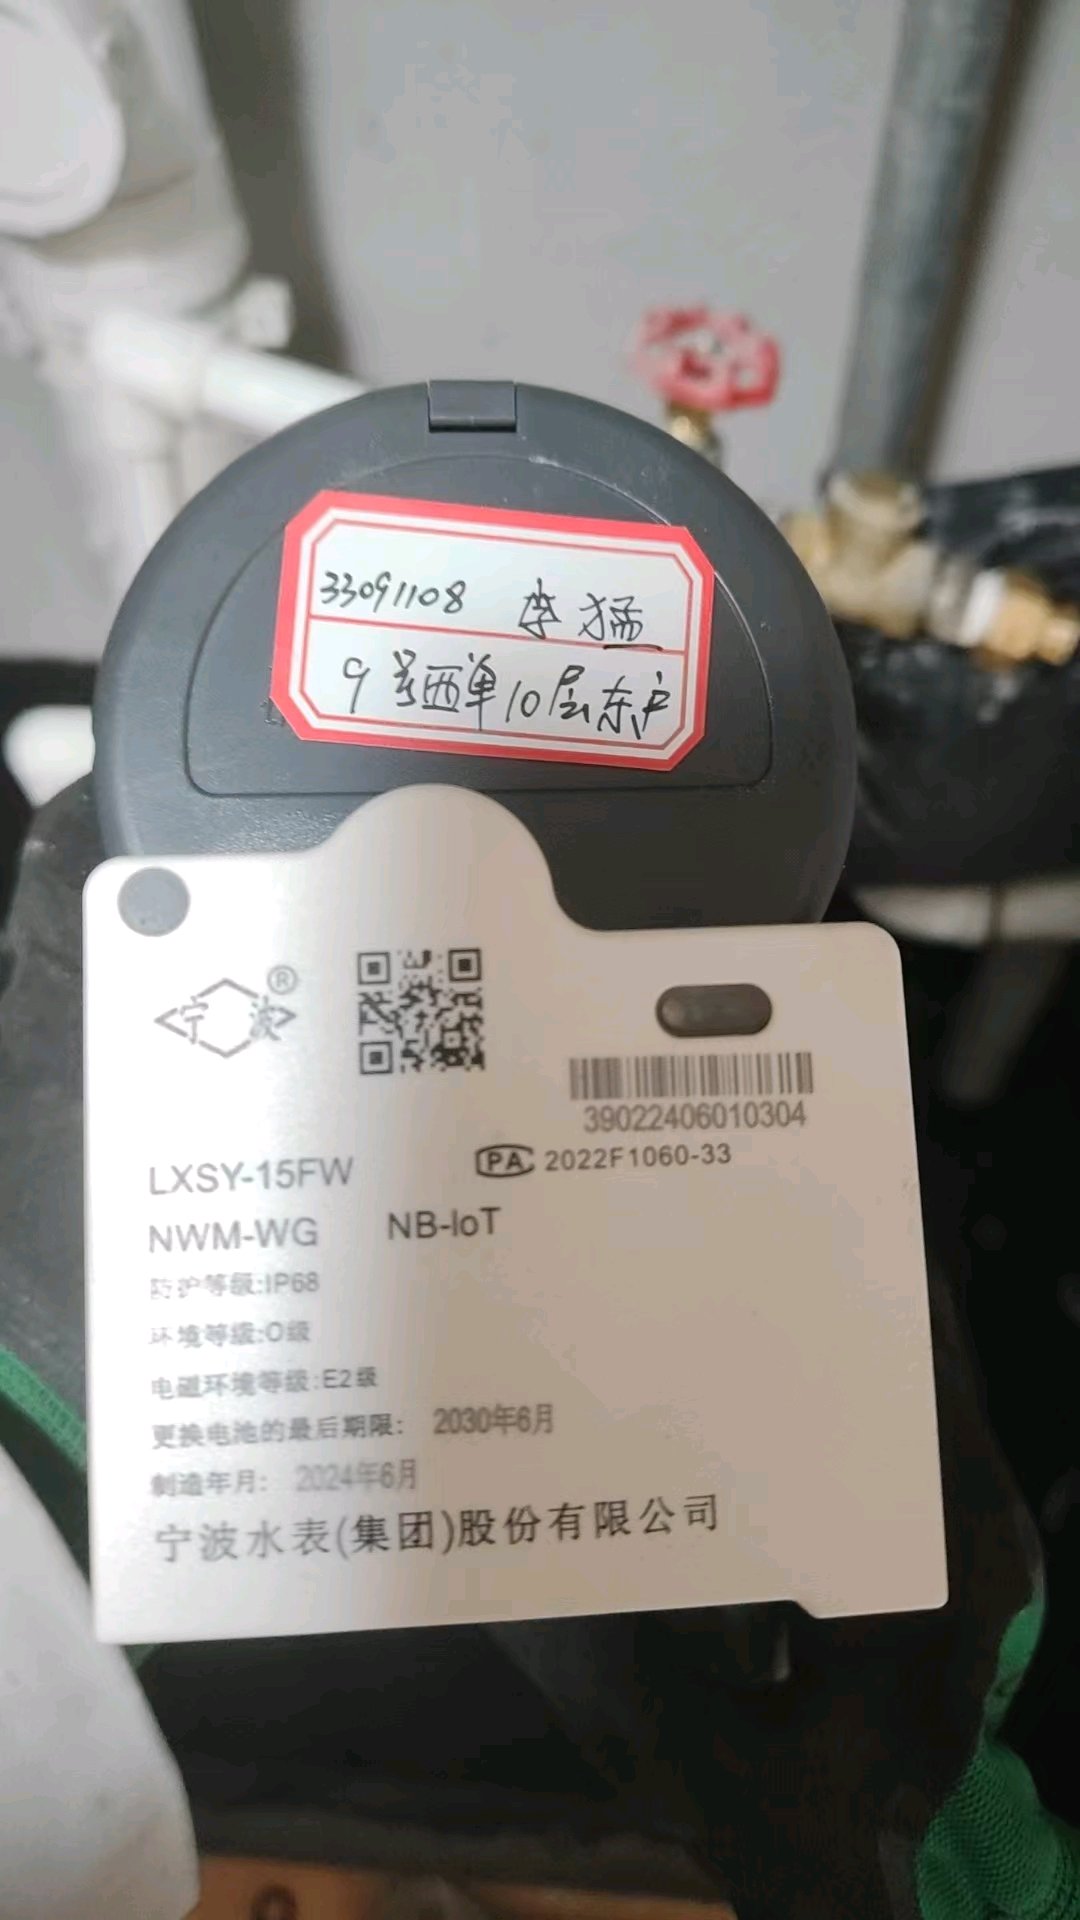 33091108 李猛
9号西单10层东户
宁波®
39022406010304
PA 2022F1060-33
LXSY-15FW
NWM-WG NB-IoT
防护等级:IP68
环境等级:O级
电磁环境等级:E2级
更换电池的最后期限: 2030年6月
制造年月: 2024年6月
宁波水表(集团)股份有限公司